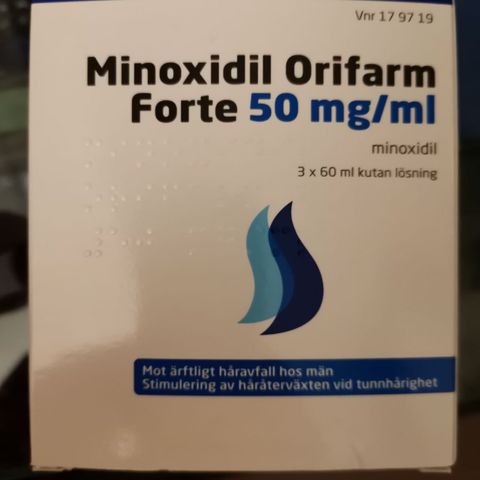 Vnr 17 97 19
Minoxidil Orifarm
Forte 50 mg/ml
minoxidil
3 x 60 ml kutan lösning
Mot ärftligt håravfall hos män
Stimulering av håråterväxten vid tunnhårighet